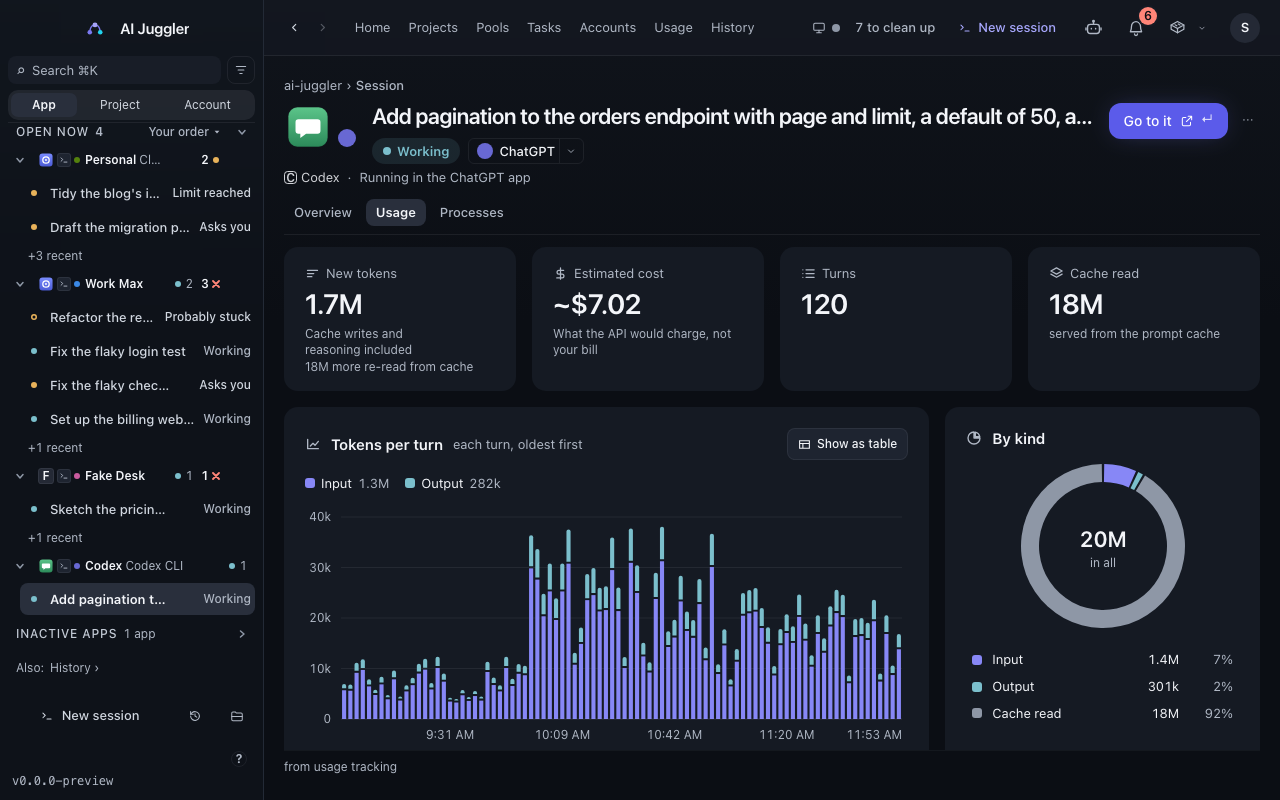 AI Juggler
Search ⌘K
App
Project
Account
OPEN NOW 4
Your order
Personal Cl...
2
Tidy the blog's i...
Limit reached
Draft the migration p...
Asks you
+3 recent
Work Max
2
3
Refactor the re...
Probably stuck
Fix the flaky login test
Working
Fix the flaky chec...
Asks you
Set up the billing web...
Working
+1 recent
F
Fake Desk
1
1
Sketch the pricin...
Working
+1 recent
Codex Codex CLI
1
Add pagination t...
Working
INACTIVE APPS 1 app
Also: History ›
New session
?
v0.0.0-preview
Home
Projects
Pools
Tasks
Accounts
Usage
History
7 to clean up
New session
6
S
ai-juggler › Session
Add pagination to the orders endpoint with page and limit, a default of 50, a...
Go to it
Working
ChatGPT
Codex · Running in the ChatGPT app
Overview
Usage
Processes
New tokens
1.7M
Cache writes and
reasoning included
18M more re-read from cache
Estimated cost
~$7.02
What the API would charge, not
your bill
Turns
120
Cache read
18M
served from the prompt cache
Tokens per turn
each turn, oldest first
Show as table
Input 1.3M
Output 282k
40k
30k
20k
10k
0
9:31 AM
10:09 AM
10:42 AM
11:20 AM
11:53 AM
By kind
20M
in all
Input 1.4M 7%
Output 301k 2%
Cache read 18M 92%
from usage tracking